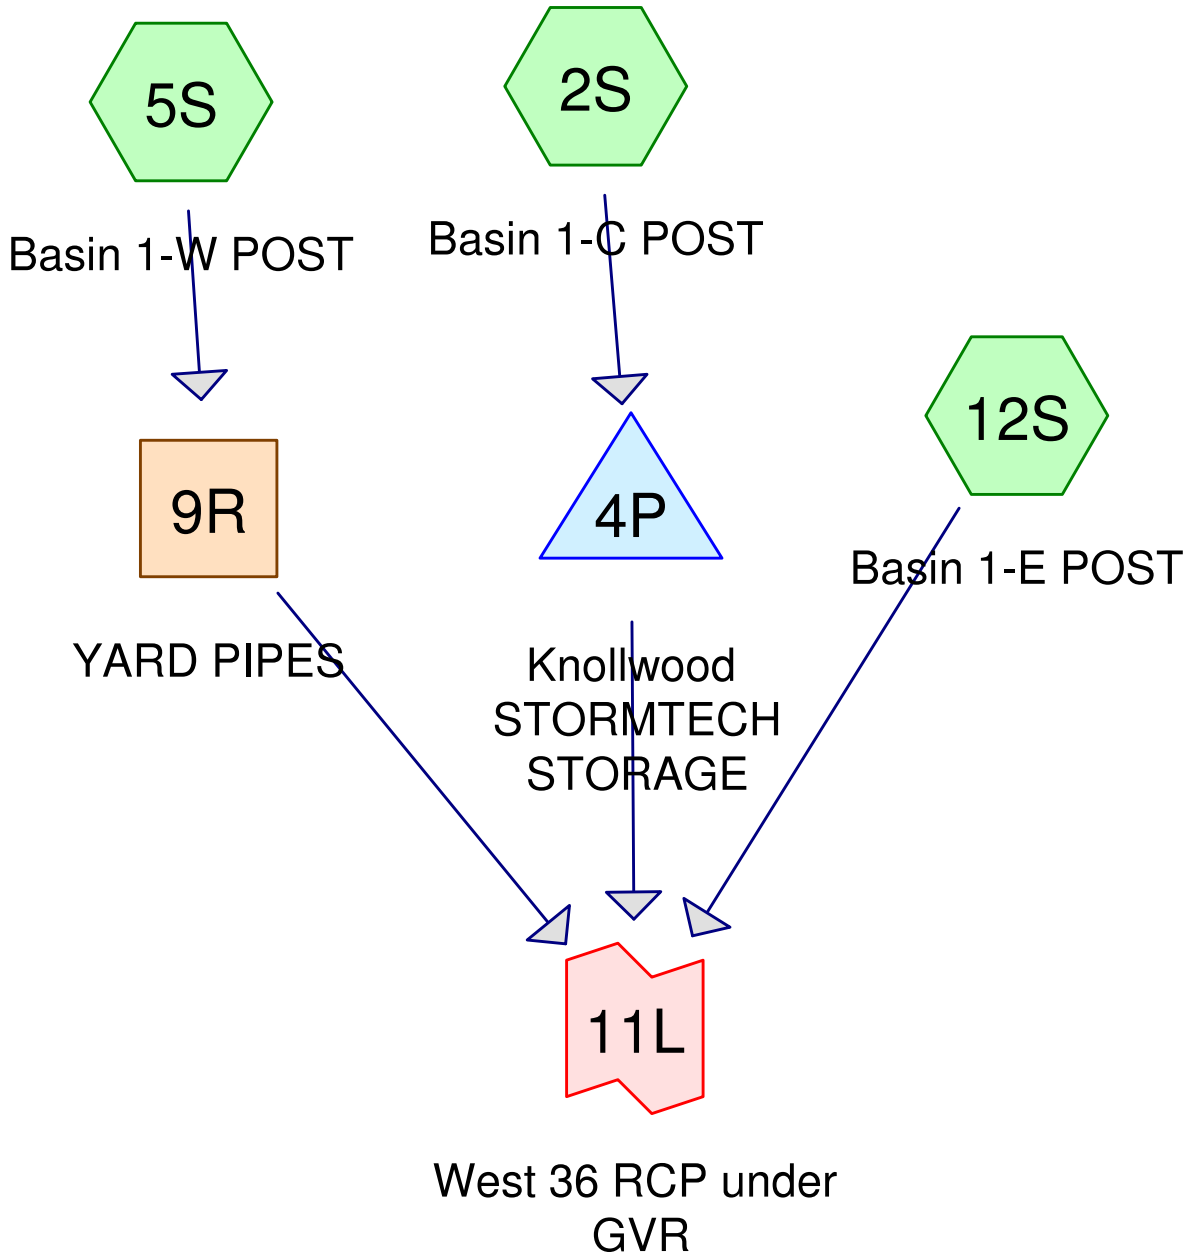 5S
2S
Basin 1-W POST
Basin 1-C POST
12S
9R
4P
Basin 1-E POST
YARD PIPES
Knollwood
STORMTECH
STORAGE
11L
West 36 RCP under
GVR